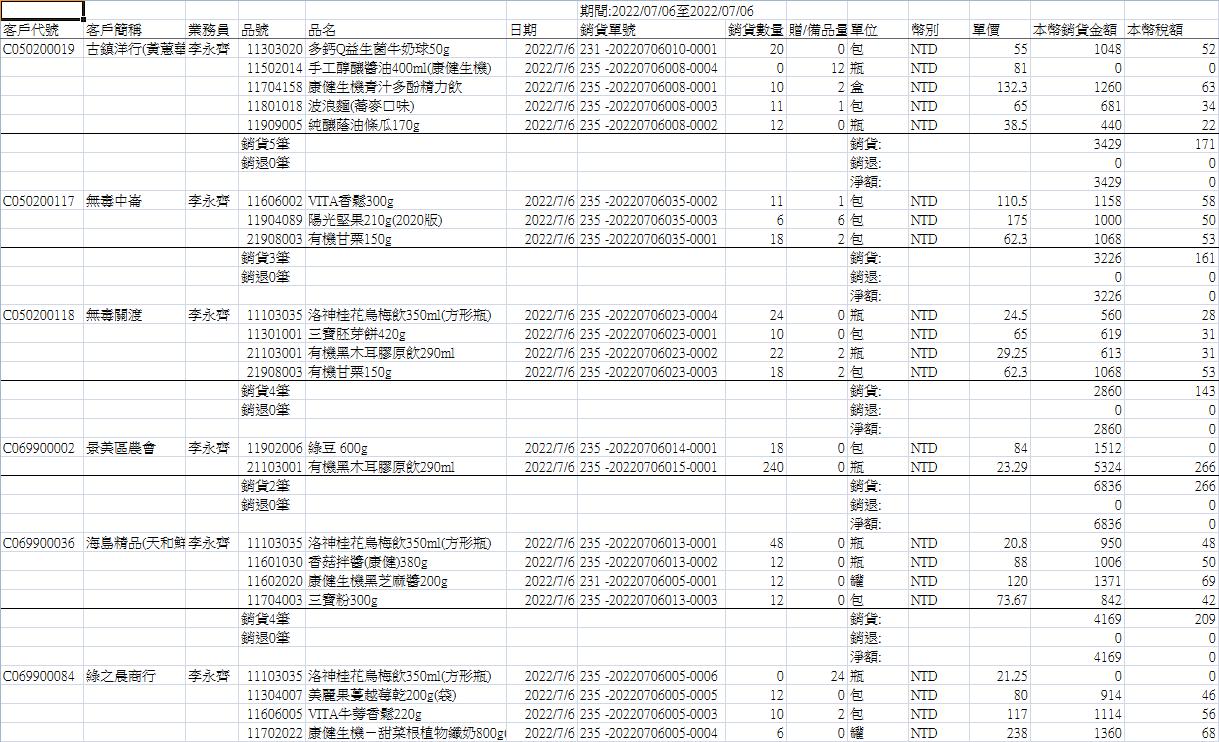 期間:2022/07/06至2022/07/06
客戶代號 客戶簡稱 業務員 品號 品名 日期 銷貨單號 銷貨數量 贈/備品量 單位 幣別 單價 本幣銷貨金額 本幣稅額
C050200019 古鎮洋行(黃蕙華 李永齊 11303020 多鈣Q益生菌牛奶球50g 2022/7/6 231 -20220706010-0001 20 0 包 NTD 55 1048 52
11502014 手工醇釀醬油400ml(康健生機) 2022/7/6 235 -20220706008-0004 0 12 瓶 NTD 81 0 0
11704158 康健生機青汁多酚精力飲 2022/7/6 235 -20220706008-0001 10 2 盒 NTD 132.3 1260 63
11801018 波浪麵(蕎麥口味) 2022/7/6 235 -20220706008-0003 11 1 包 NTD 65 681 34
11909005 純釀蔭油條瓜170g 2022/7/6 235 -20220706008-0002 12 0 瓶 NTD 38.5 440 22
銷貨5筆 銷貨: 3429 171
銷退0筆 銷退: 0 0
淨額: 3429 0
C050200117 無毒中崙 李永齊 11606002 VITA香鬆300g 2022/7/6 235 -20220706035-0002 11 1 包 NTD 110.5 1158 58
11904089 陽光堅果210g(2020版) 2022/7/6 235 -20220706035-0003 6 6 包 NTD 175 1000 50
21908003 有機甘栗150g 2022/7/6 235 -20220706035-0001 18 2 包 NTD 62.3 1068 53
銷貨3筆 銷貨: 3226 161
銷退0筆 銷退: 0 0
淨額: 3226 0
C050200118 無毒關渡 李永齊 11103035 洛神桂花烏梅飲350ml(方形瓶) 2022/7/6 235 -20220706023-0004 24 0 瓶 NTD 24.5 560 28
11301001 三寶胚芽餅420g 2022/7/6 235 -20220706023-0001 10 0 包 NTD 65 619 31
21103001 有機黑木耳膠原飲290ml 2022/7/6 235 -20220706023-0002 22 2 瓶 NTD 29.25 613 31
21908003 有機甘栗150g 2022/7/6 235 -20220706023-0003 18 2 包 NTD 62.3 1068 53
銷貨4筆 銷貨: 2860 143
銷退0筆 銷退: 0 0
淨額: 2860 0
C069900002 景美區農會 李永齊 11902006 綠豆 600g 2022/7/6 235 -20220706014-0001 18 0 包 NTD 84 1512 0
21103001 有機黑木耳膠原飲290ml 2022/7/6 235 -20220706015-0001 240 0 瓶 NTD 23.29 5324 266
銷貨2筆 銷貨: 6836 266
銷退0筆 銷退: 0 0
淨額: 6836 0
C069900036 海島精品(天和鮮 李永齊 11103035 洛神桂花烏梅飲350ml(方形瓶) 2022/7/6 235 -20220706013-0001 48 0 瓶 NTD 20.8 950 48
11601030 香菇拌醬(康健)380g 2022/7/6 235 -20220706013-0002 12 0 瓶 NTD 88 1006 50
11602020 康健生機黑芝麻醬200g 2022/7/6 231 -20220706005-0001 12 0 罐 NTD 120 1371 69
11704003 三寶粉300g 2022/7/6 235 -20220706013-0003 12 0 包 NTD 73.67 842 42
銷貨4筆 銷貨: 4169 209
銷退0筆 銷退: 0 0
淨額: 4169 0
C069900084 綠之晨商行 李永齊 11103035 洛神桂花烏梅飲350ml(方形瓶) 2022/7/6 235 -20220706005-0006 0 24 瓶 NTD 21.25 0 0
11304007 美麗果蔓越莓乾200g(袋) 2022/7/6 235 -20220706005-0005 12 0 包 NTD 80 914 46
11606005 VITA牛蒡香鬆220g 2022/7/6 235 -20220706005-0003 10 2 包 NTD 117 1114 56
11702022 康健生機－甜菜根植物纖奶800g( 2022/7/6 235 -20220706005-0004 6 0 罐 NTD 238 1360 68